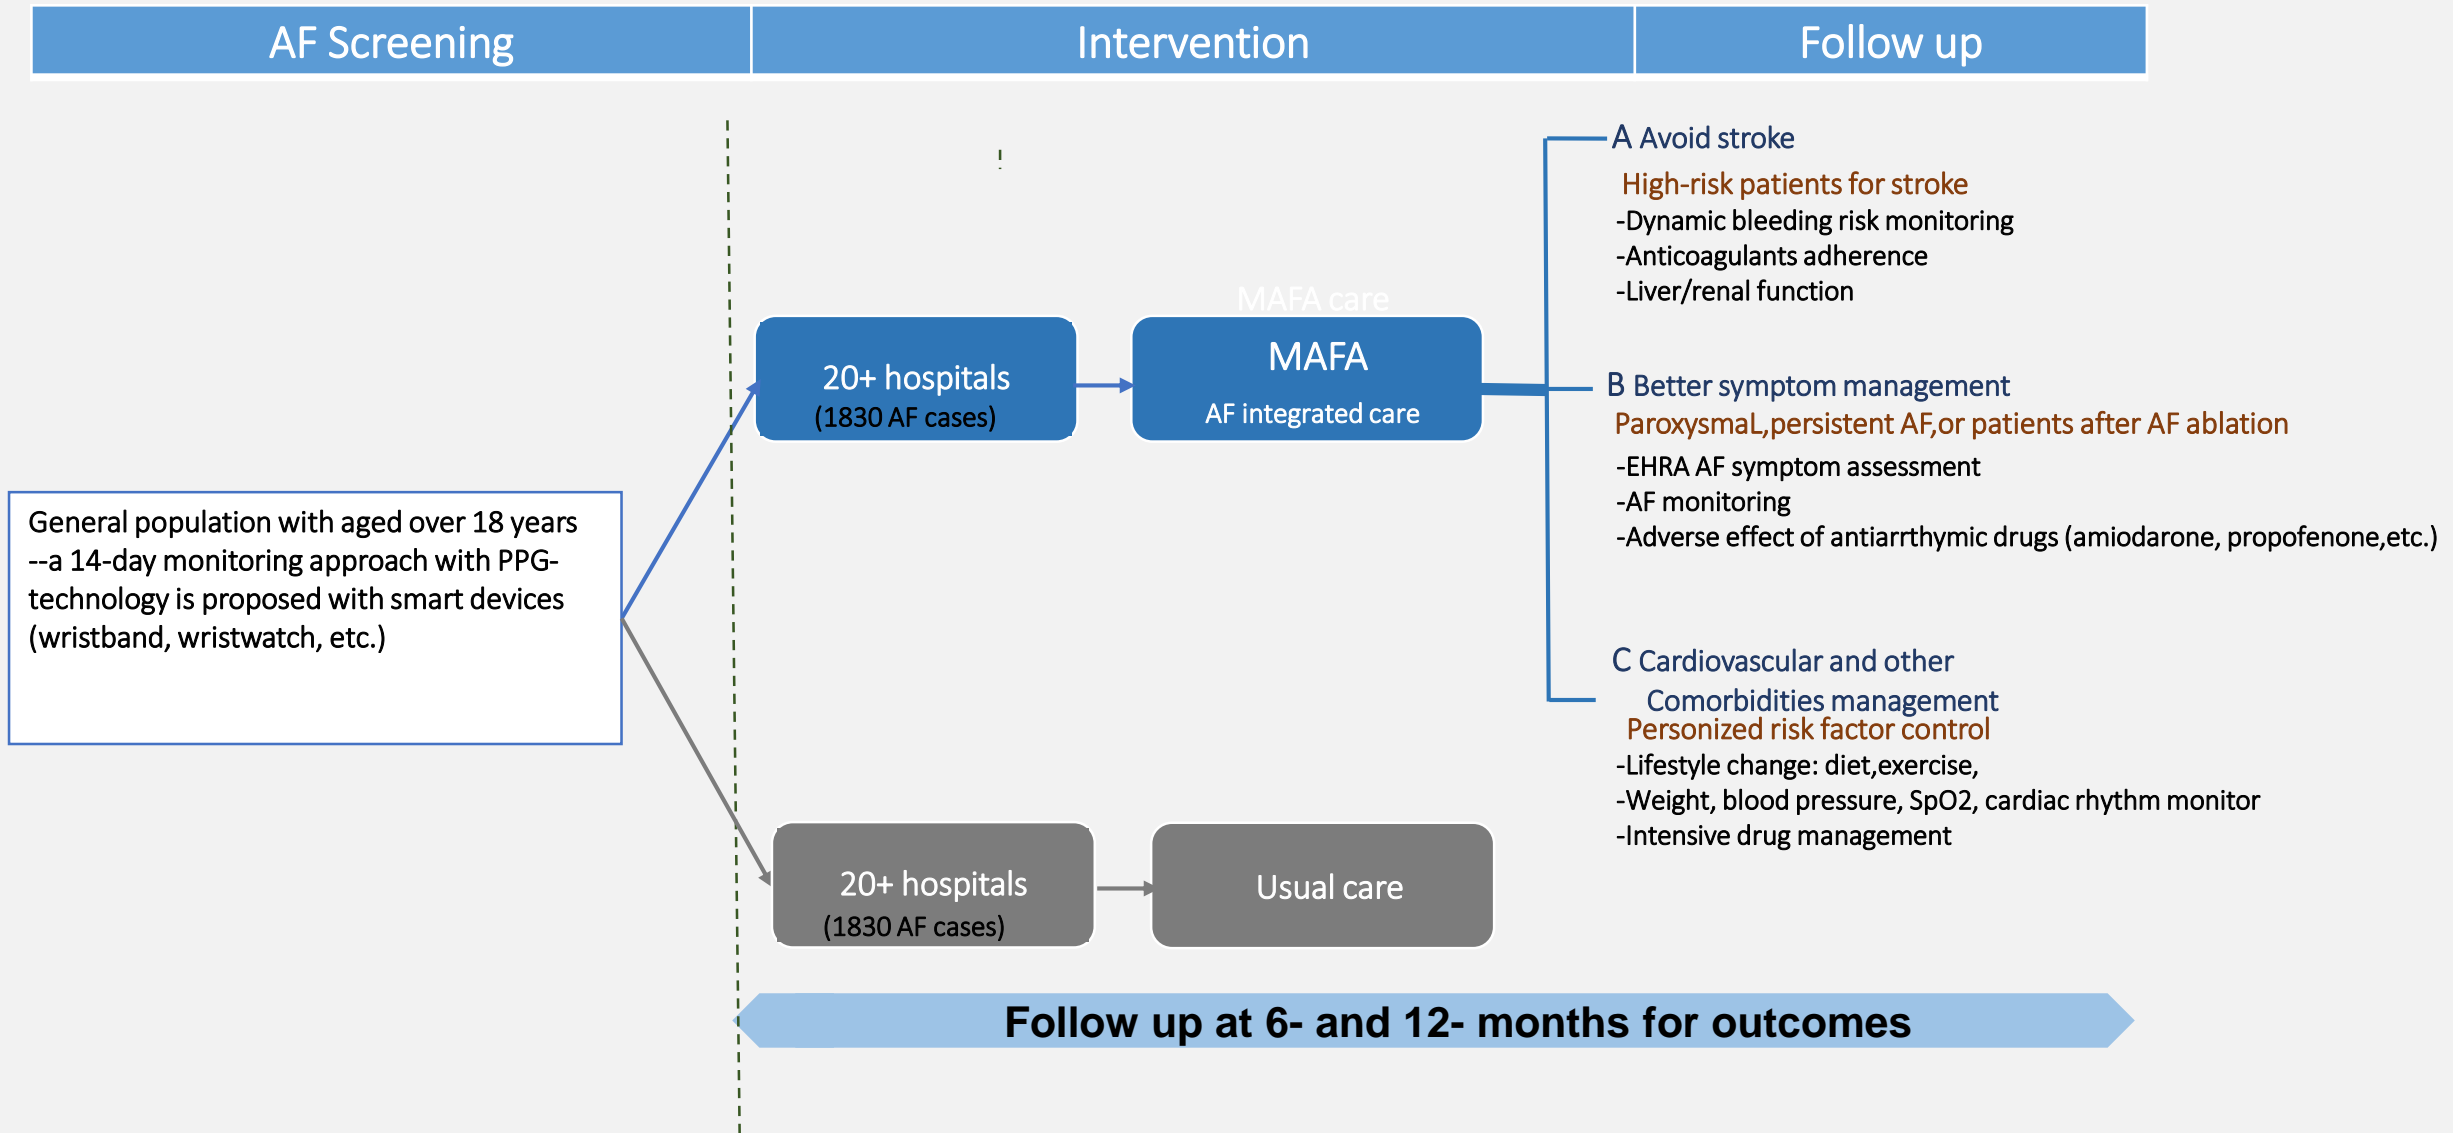 AF Screening
Intervention
Follow up
General population with aged over 18 years
--a 14-day monitoring approach with PPG-
technology is proposed with smart devices
(wristband, wristwatch, etc.)
20+ hospitals
(1830 AF cases)
MAFA care
MAFA
AF integrated care
20+ hospitals
(1830 AF cases)
Usual care
A Avoid stroke
High-risk patients for stroke
-Dynamic bleeding risk monitoring
-Anticoagulants adherence
-Liver/renal function
B Better symptom management
ParoxysmaL,persistent AF,or patients after AF ablation
-EHRA AF symptom assessment
-AF monitoring
-Adverse effect of antiarrthymic drugs (amiodarone, propofenone,etc.)
C Cardiovascular and other
Comorbidities management
Personized risk factor control
-Lifestyle change: diet,exercise,
-Weight, blood pressure, SpO2, cardiac rhythm monitor
-Intensive drug management
Follow up at 6- and 12- months for outcomes